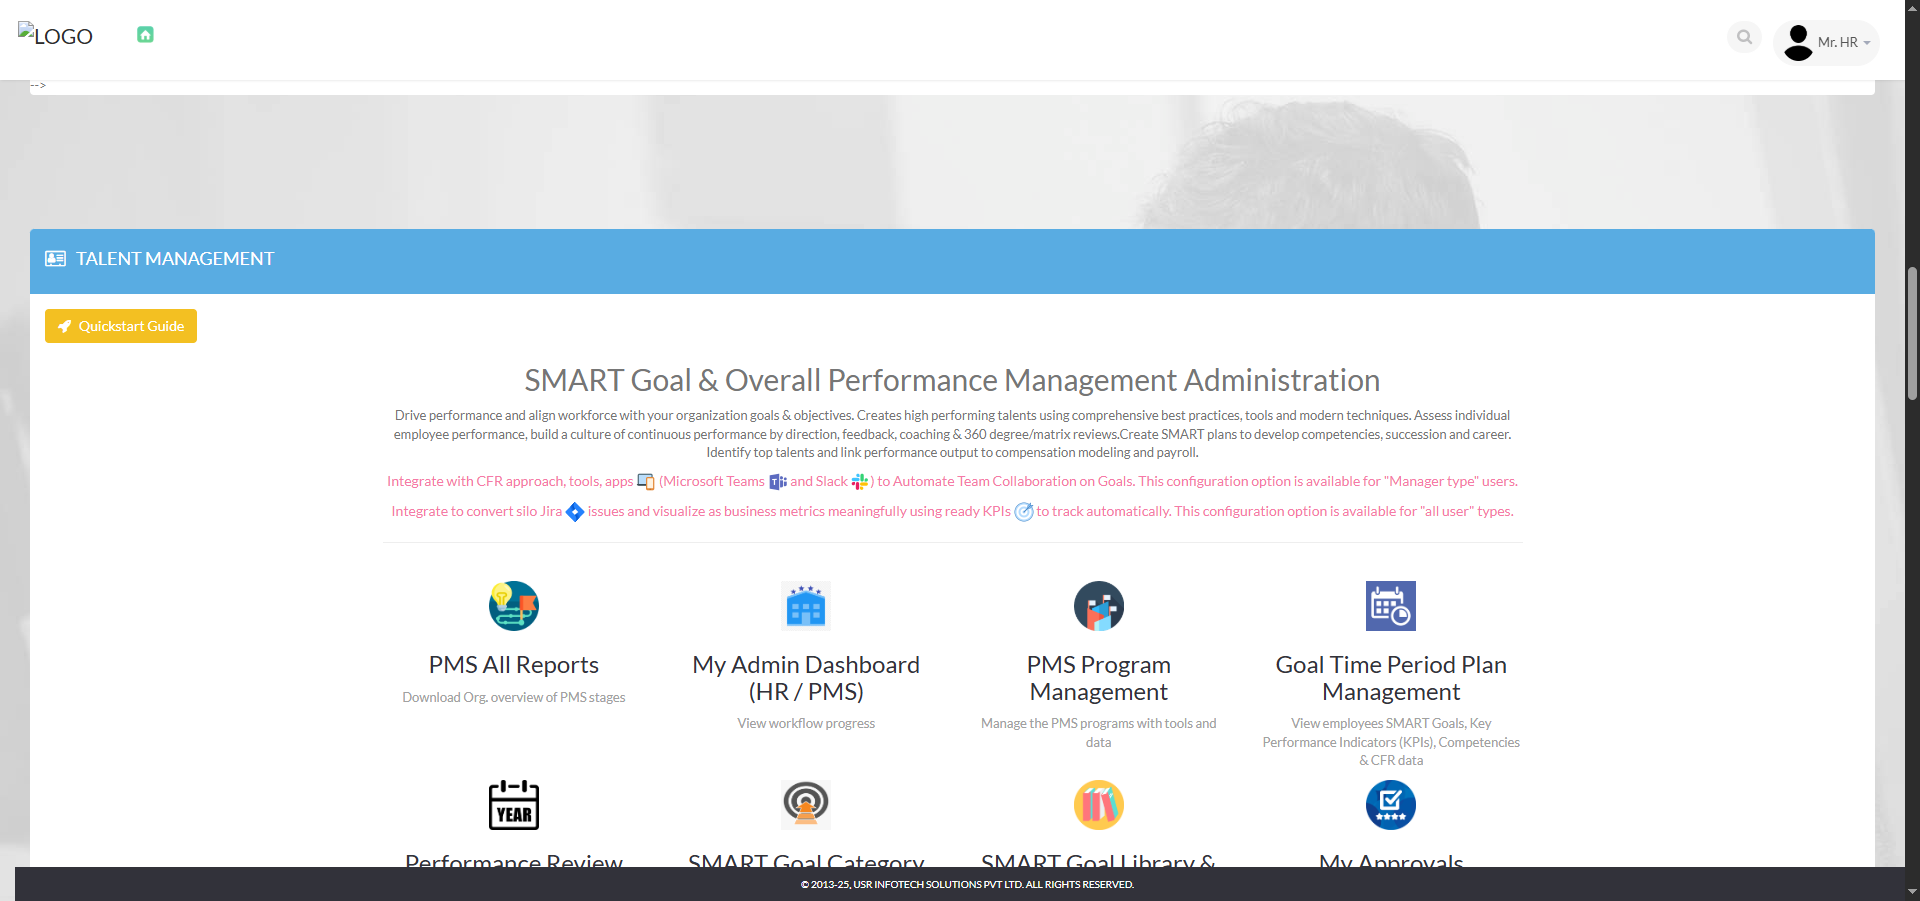 LOGO
Mr. HR
-->
TALENT MANAGEMENT
Quickstart Guide
SMART Goal & Overall Performance Management Administration
Drive performance and align workforce with your organization goals & objectives. Creates high performing talents using comprehensive best practices, tools and modern techniques. Assess individual
employee performance, build a culture of continuous performance by direction, feedback, coaching & 360 degree/matrix reviews.Create SMART plans to develop competencies, succession and career.
Identify top talents and link performance output to compensation modeling and payroll.
Integrate with CFR approach, tools, apps (Microsoft Teams and Slack ) to Automate Team Collaboration on Goals. This configuration option is available for "Manager type" users.
Integrate to convert silo Jira issues and visualize as business metrics meaningfully using ready KPIs to track automatically. This configuration option is available for "all user" types.
PMS All Reports
Download Org. overview of PMS stages
My Admin Dashboard
(HR / PMS)
View workflow progress
PMS Program
Management
Manage the PMS programs with tools and
data
Goal Time Period Plan
Management
View employees SMART Goals, Key
Performance Indicators (KPIs), Competencies
& CFR data
YEAR
Performance Review
SMART Goal Category
SMART Goal Library &
My Approvals
© 2013-25, USR INFOTECH SOLUTIONS PVT LTD. ALL RIGHTS RESERVED.